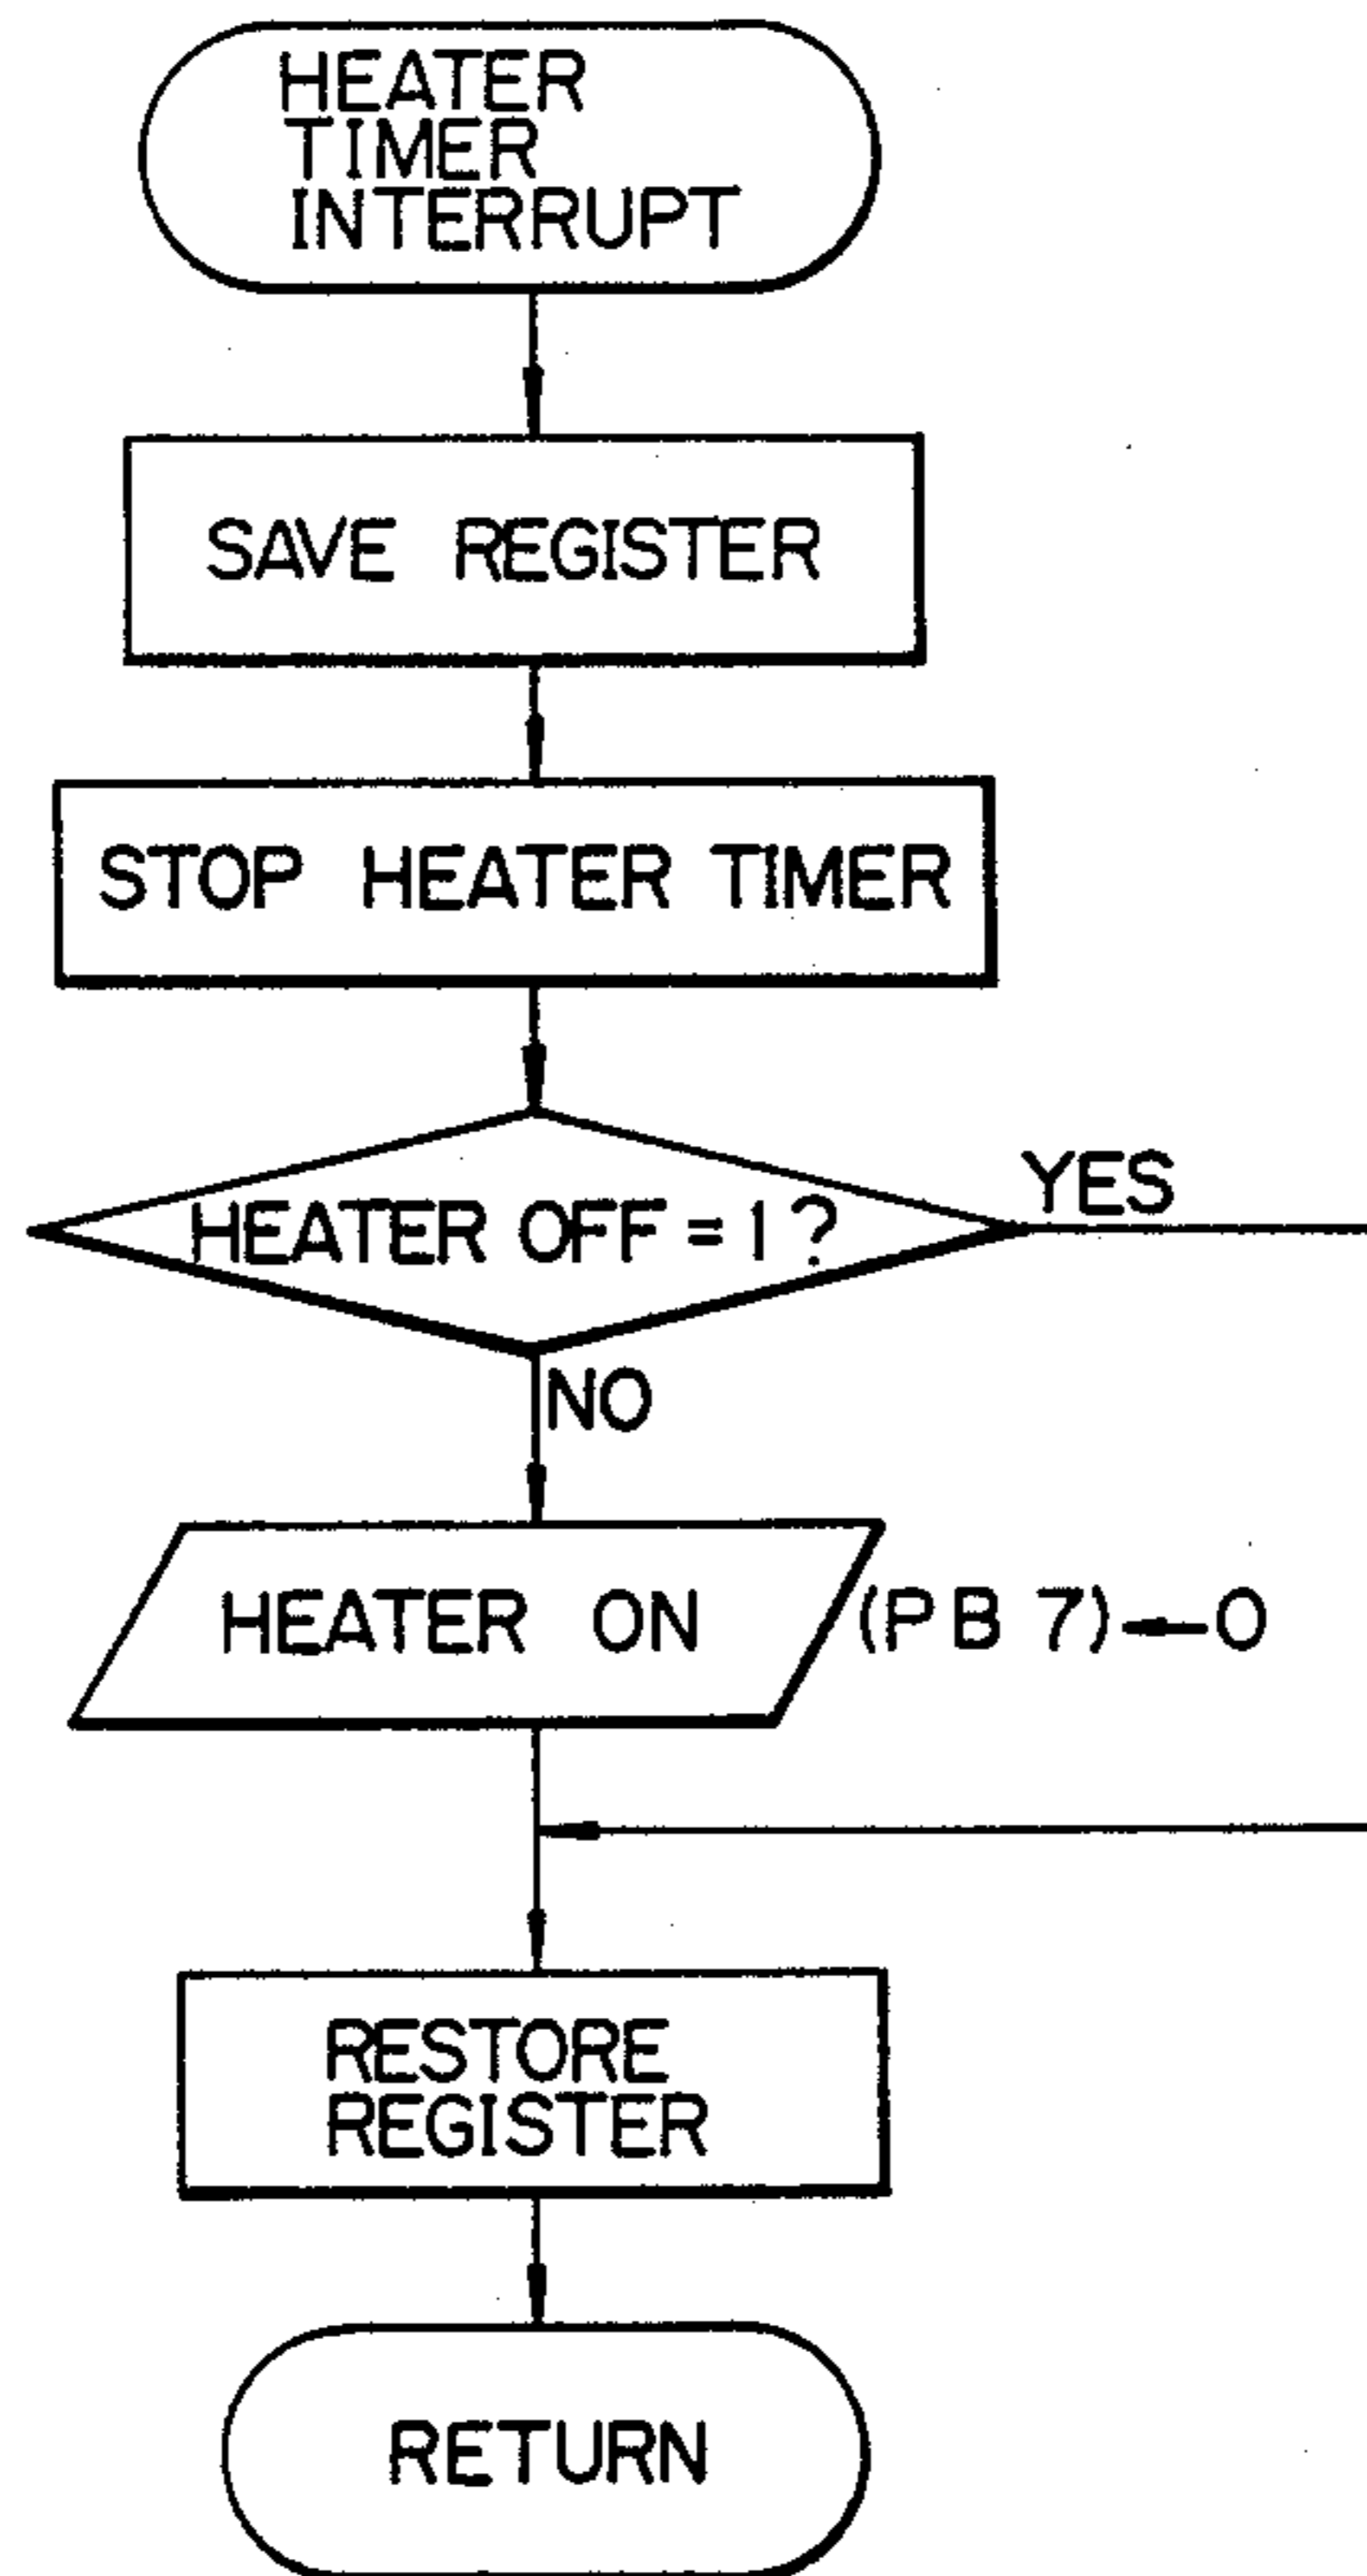 HEATER
TIMER
INTERRUPT
SAVE REGISTER
STOP HEATER TIMER
HEATER OFF = 1 ?
YES
NO
HEATER ON
(PB 7)←0
RESTORE
REGISTER
RETURN